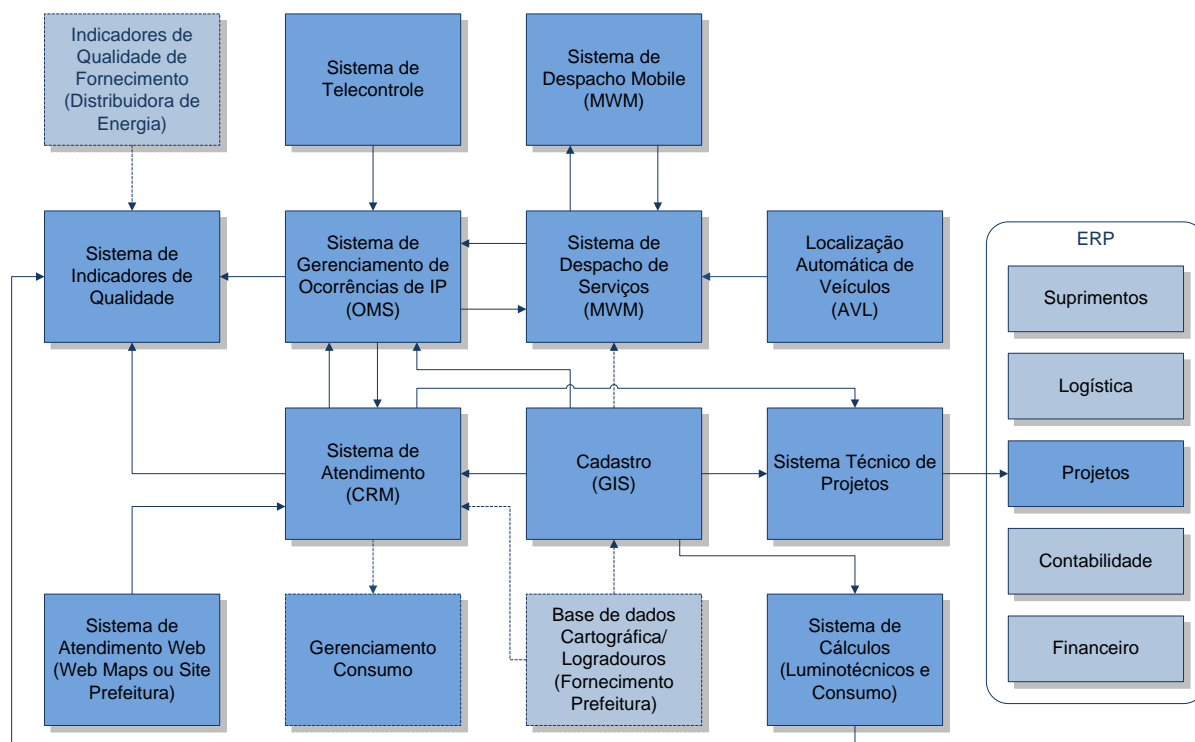 Indicadores de
Qualidade de
Fornecimento
(Distribuidora de
Energia)
Sistema de
Telecontrole
Sistema de
Despacho Mobile
(MWM)
Sistema de
Indicadores de
Qualidade
Sistema de
Gerenciamento de
Ocorrências de IP
(OMS)
Sistema de
Despacho de
Serviços
(MWM)
Localização
Automática de
Veículos
(AVL)
ERP
Suprimentos
Logística
Projetos
Contabilidade
Financeiro
Sistema de
Atendimento
(CRM)
Cadastro
(GIS)
Sistema Técnico de
Projetos
Sistema de
Atendimento Web
(Web Maps ou Site
Prefeitura)
Gerenciamento
Consumo
Base de dados
Cartográfica/
Logradouros
(Fornecimento
Prefeitura)
Sistema de
Cálculos
(Luminotécnicos e
Consumo)